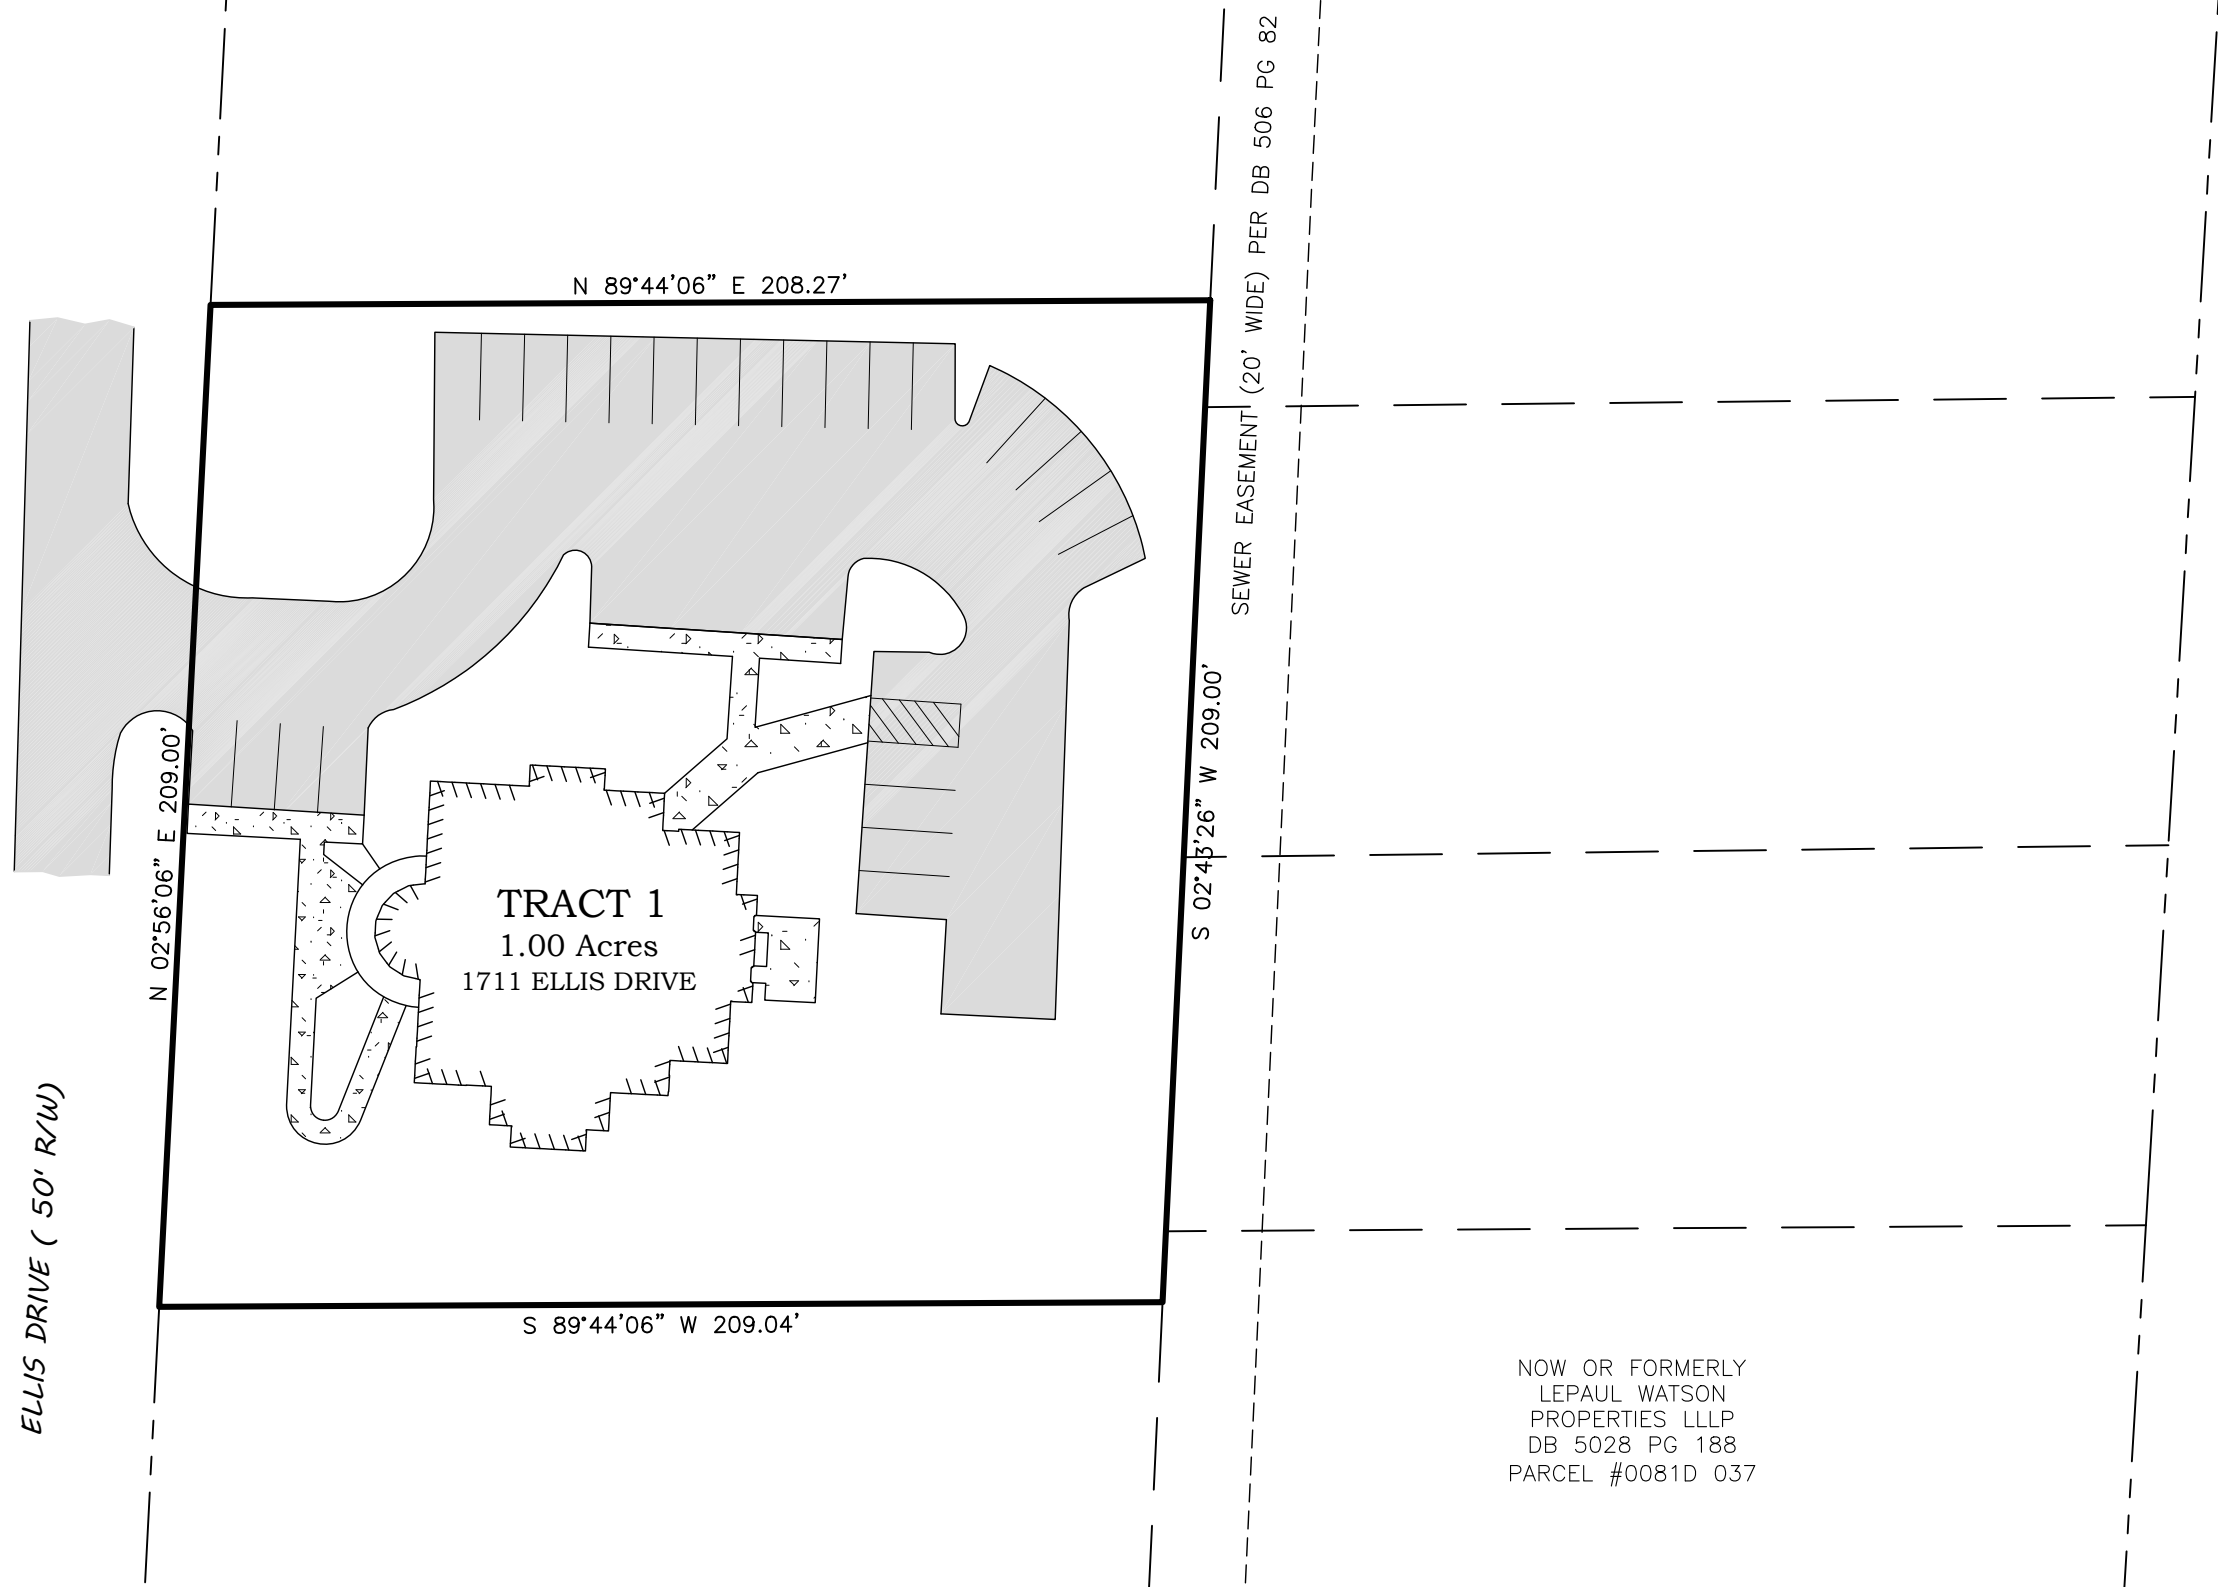 SEWER EASEMENT (20' WIDE) PER DB 506 PG 82
N 89°44'06" E 208.27'
S 02°43'26" W 209.00'
N 02°56'06" E 209.00'
TRACT 1
1.00 Acres
1711 ELLIS DRIVE
ELLIS DRIVE ( 50' R/W)
S 89°44'06" W 209.04'
NOW OR FORMERLY
LEPAUL WATSON
PROPERTIES LLLP
DB 5028 PG 188
PARCEL #0081D 037